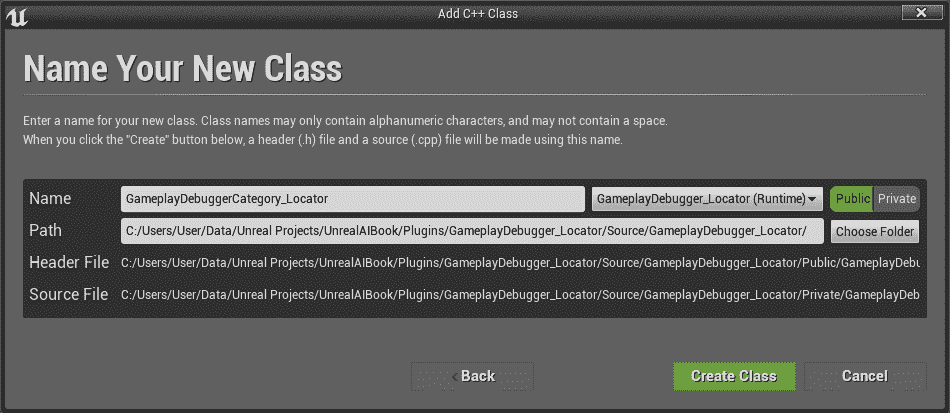 Add C++ Class
Name Your New Class
Enter a name for your new class. Class names may only contain alphanumeric characters, and may not contain a space.
When you click the "Create" button below, a header (.h) file and a source (.cpp) file will be made using this name.
Name GameplayDebuggerCategory_Locator GameplayDebugger_Locator (Runtime) Public Private
Path C:/Users/User/Data/Unreal Projects/UnrealAIBook/Plugins/GameplayDebugger_Locator/Source/GameplayDebugger_Locator/ Choose Folder
Header File C:/Users/User/Data/Unreal Projects/UnrealAIBook/Plugins/GameplayDebugger_Locator/Source/GameplayDebugger_Locator/Public/GameplayDebu
Source File C:/Users/User/Data/Unreal Projects/UnrealAIBook/Plugins/GameplayDebugger_Locator/Source/GameplayDebugger_Locator/Private/GameplayDeb
Back Create Class Cancel